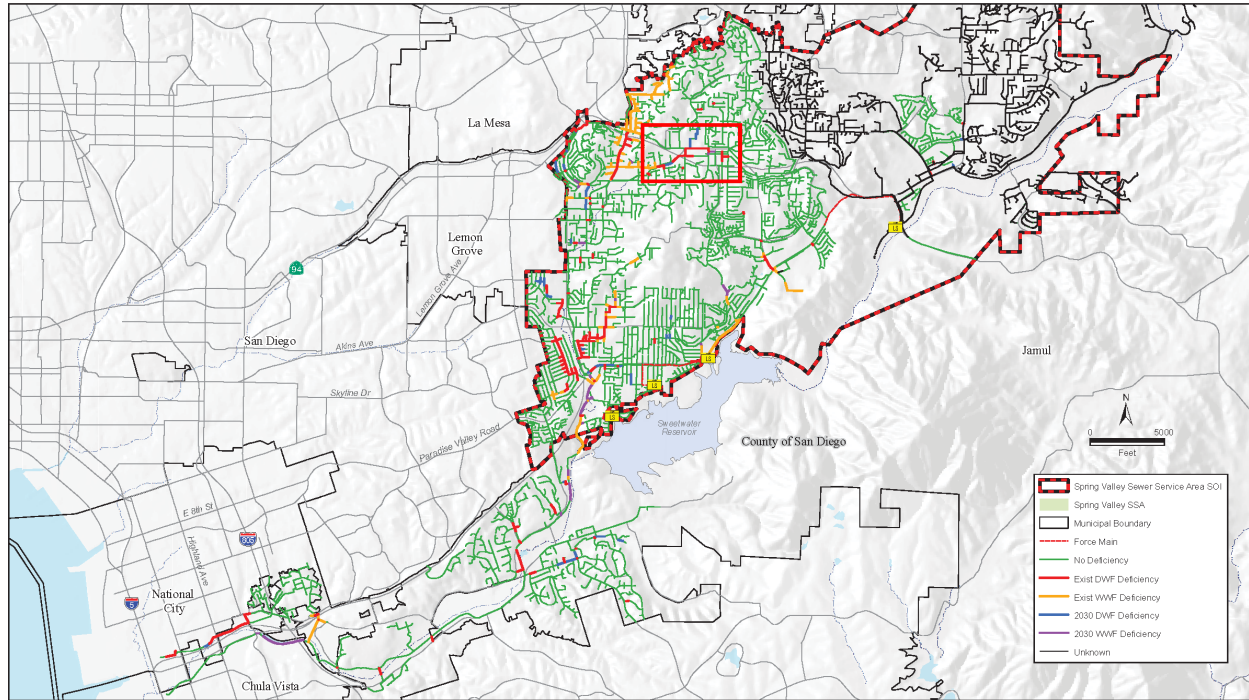 La Mesa
Lemon
Grove
Lemon Grove Ave
94
San Diego
Akins Ave
Skyline Dr
Paradise Valley Road
LS
LS
LS
LS
Sweetwater
Reservoir
Jamul
County of San Diego
N
0
5000
Feet
E 8th St
Highland Ave
805
5
National
City
Chula Vista
Spring Valley Sewer Service Area SOI
Spring Valley SSA
Municipal Boundary
Force Main
No Deficiency
Exist DWF Deficiency
Exist WWF Deficiency
2030 DWF Deficiency
2030 WWF Deficiency
Unknown